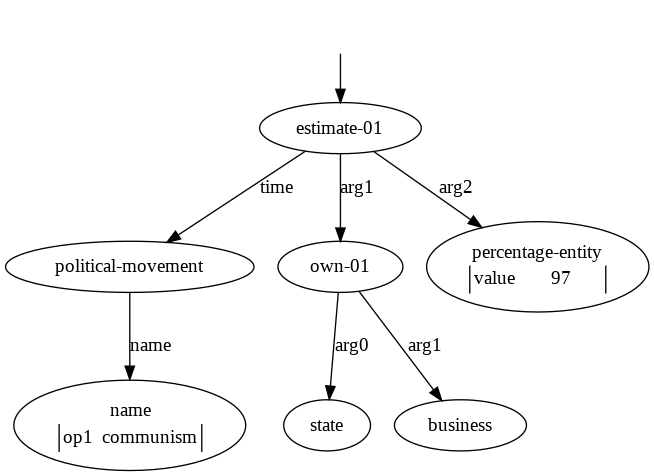 estimate-01
time
arg1
arg2
political-movement
own-01
percentage-entity
value 97
name
arg0
arg1
name
op1 communism
state
business